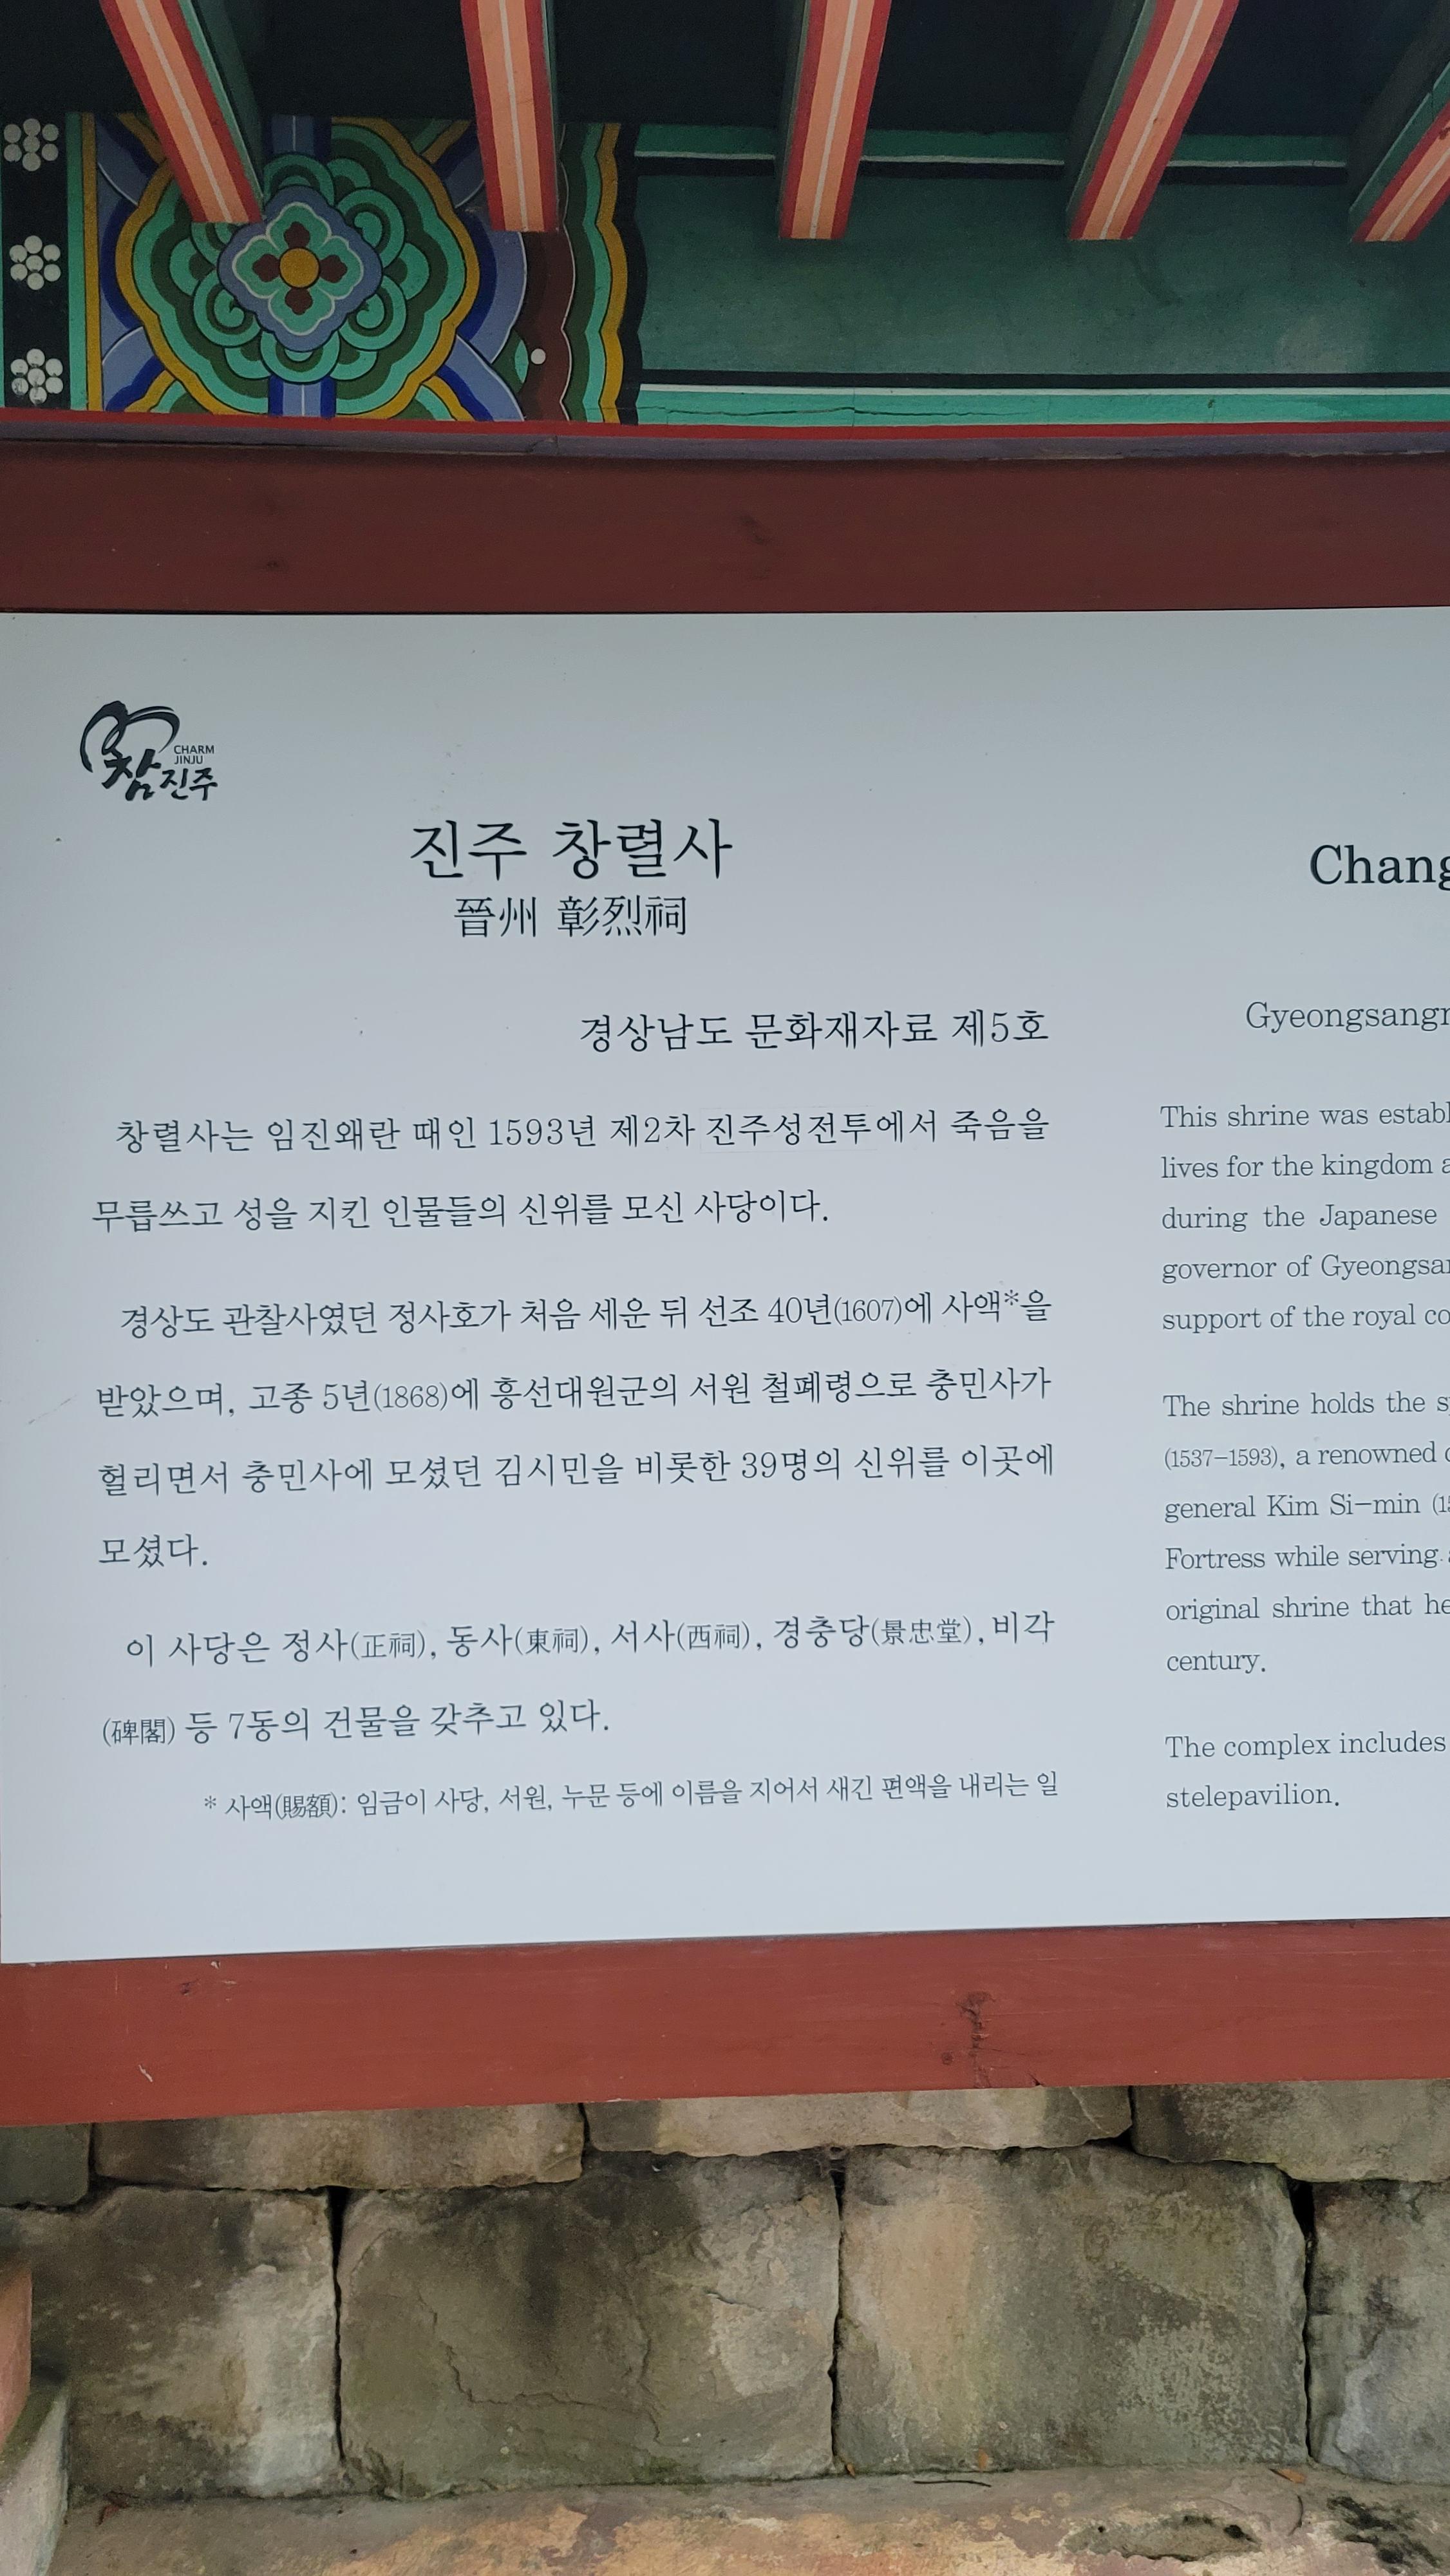 CHARM
JINJU
참진주
진주 창렬사
晉州 彰烈祠
경상남도 문화재자료 제5호
창렬사는 임진왜란 때인 1593년 제2차 진주성전투에서 죽음을
무릅쓰고 성을 지킨 인물들의 신위를 모신 사당이다.
경상도 관찰사였던 정사호가 처음 세운 뒤 선조 40년(1607)에 사액*을
받았으며, 고종 5년(1868)에 흥선대원군의 서원 철폐령으로 충민사가
헐리면서 충민사에 모셨던 김시민을 비롯한 39명의 신위를 이곳에
모셨다.
이 사당은 정사(正祠), 동사(東祠), 서사(西祠), 경충당(景忠堂), 비각
(碑閣) 등 7동의 건물을 갖추고 있다.
* 사액(賜額): 임금이 사당, 서원, 누문 등에 이름을 지어서 새긴 편액을 내리는 일
Chang
Gyeongsang
This shrine was establ
lives for the kingdom a
during the Japanese
governor of Gyeongsa
support of the royal co
The shrine holds the s
(1537-1593), a renowned
general Kim Si-min (1
Fortress while serving
original shrine that he
century.
The complex includes
stelepavilion.